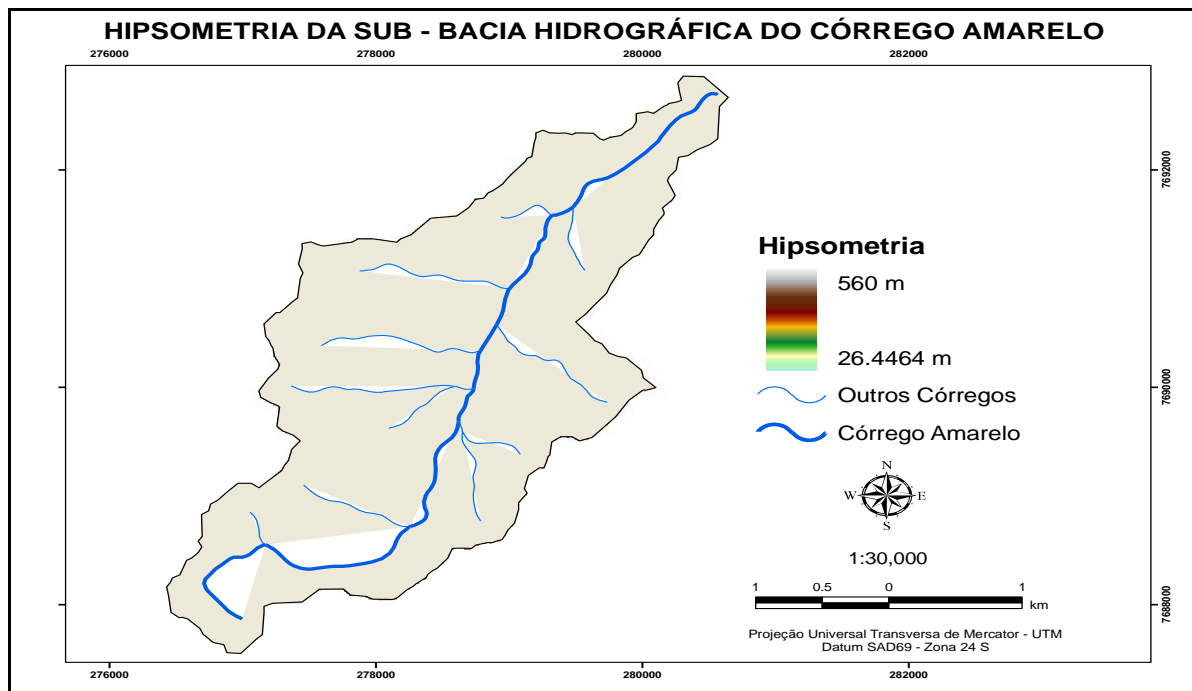 HIPSOMETRIA DA SUB - BACIA HIDROGRÁFICA DO CÓRREGO AMARELO
276000 278000 280000 282000
7692000
7690000
7688000
Hipsometria
560 m
26.4464 m
Outros Córregos
Córrego Amarelo
N
W E
S
1:30,000
1 0.5 0 1
km
Projeção Universal Transversa de Mercator - UTM
Datum SAD69 - Zona 24 S
276000 278000 280000 282000